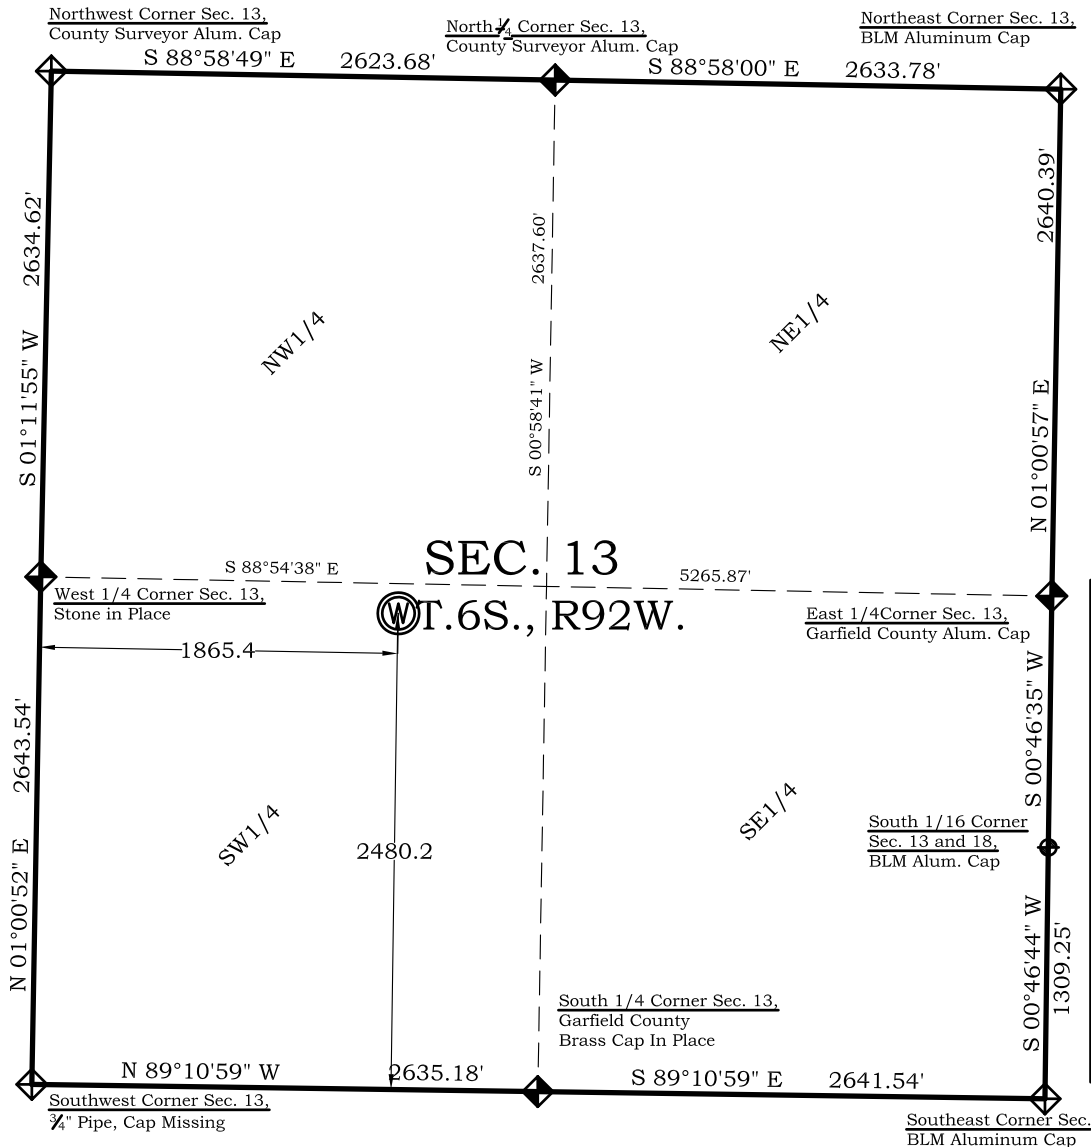 Northwest Corner Sec. 13,
County Surveyor Alum. Cap
North 1/4 Corner Sec. 13,
County Surveyor Alum. Cap
Northeast Corner Sec. 13,
BLM Aluminum Cap
S 88°58'49" E 2623.68'
S 88°58'00" E 2633.78'
S 01°11'55" W 2634.62'
S 00°58'41" W 2637.60'
N 01°00'57" E 2640.39'
NW1/4
NE1/4
SEC. 13
T.6S., R92W.
S 88°54'38" E 5265.87'
West 1/4 Corner Sec. 13,
Stone in Place
W
East 1/4Corner Sec. 13,
Garfield County Alum. Cap
1865.4
N 01°00'52" E 2643.54'
2480.2
S 00°46'35" W
SW1/4
SE1/4
South 1/16 Corner
Sec. 13 and 18,
BLM Alum. Cap
S 00°46'44" W 1309.25'
South 1/4 Corner Sec. 13,
Garfield County
Brass Cap In Place
N 89°10'59" W 2635.18'
S 89°10'59" E 2641.54'
Southwest Corner Sec. 13,
3/4" Pipe, Cap Missing
Southeast Corner Sec.
BLM Aluminum Cap